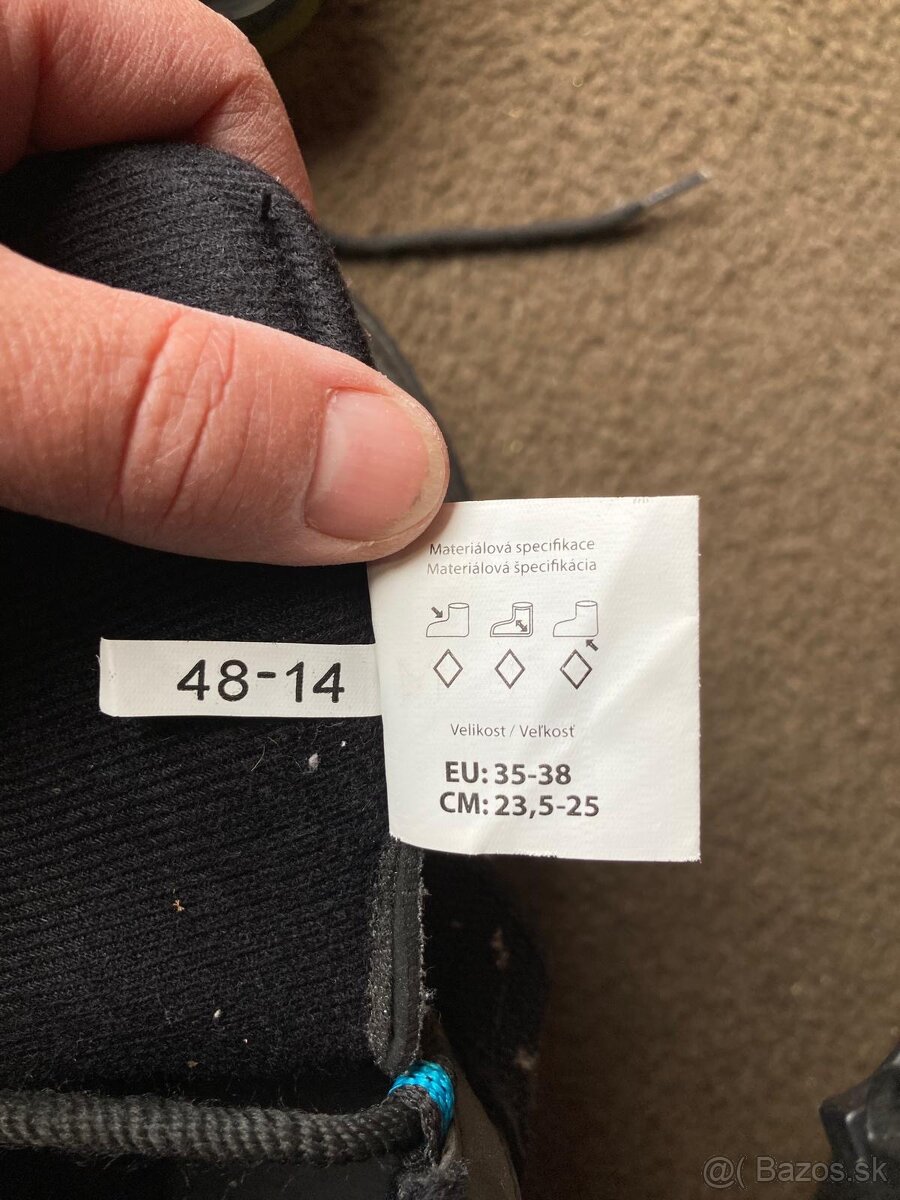 Materiálová specifikace
Materiálová špecifikácia
48-14
Velikost / Veľkosť
EU: 35-38
CM: 23,5-25
@( Bazos.sk